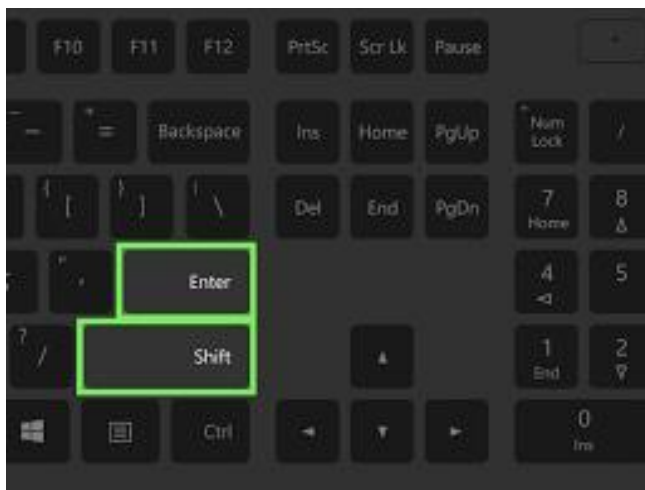 F10 F11 F12 PrtSc Scr Lk Pause
_ - + = Backspace Ins Home PgUp Num Lock /
{ [ } ] | \ Del End PgDn 7 Home 8
" ' Enter 4 5
? / Shift 1 End 2
Ctrl 0 Ins